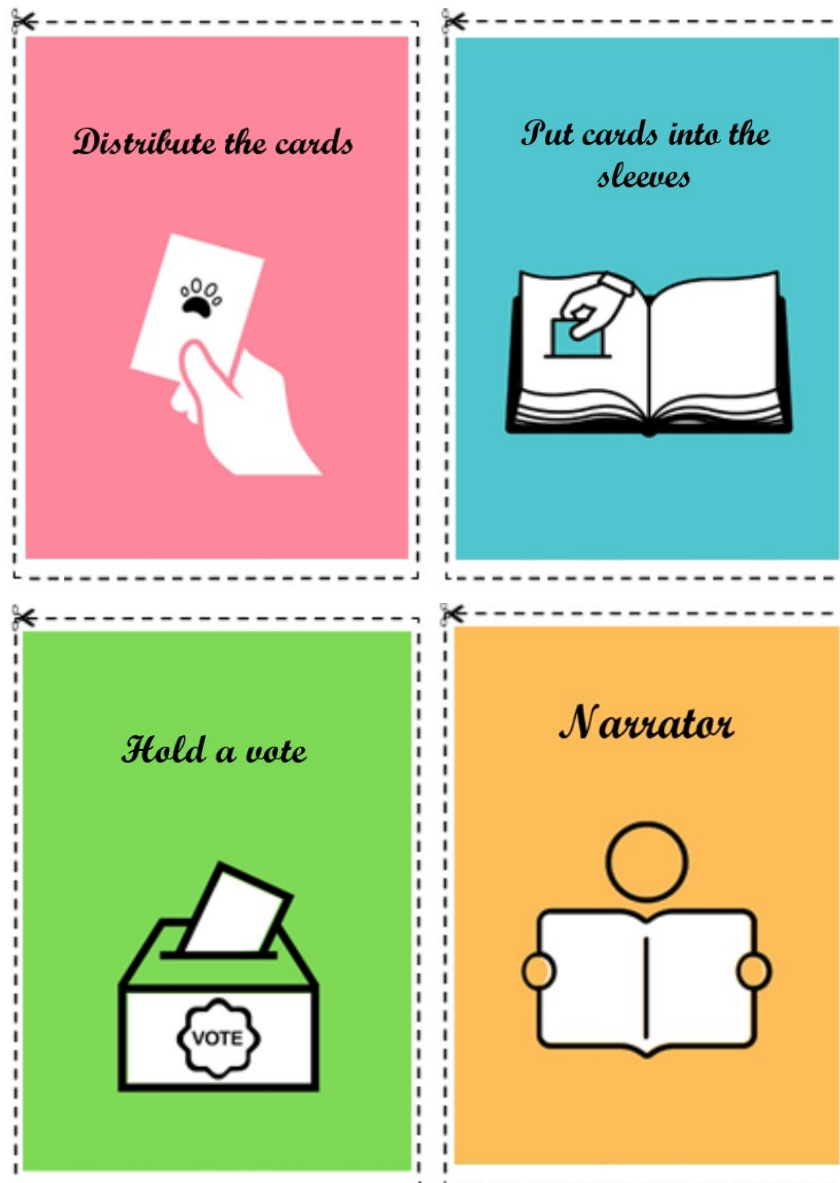 Distribute the cards
Put cards into the
sleeves
Hold a vote
VOTE
Narrator